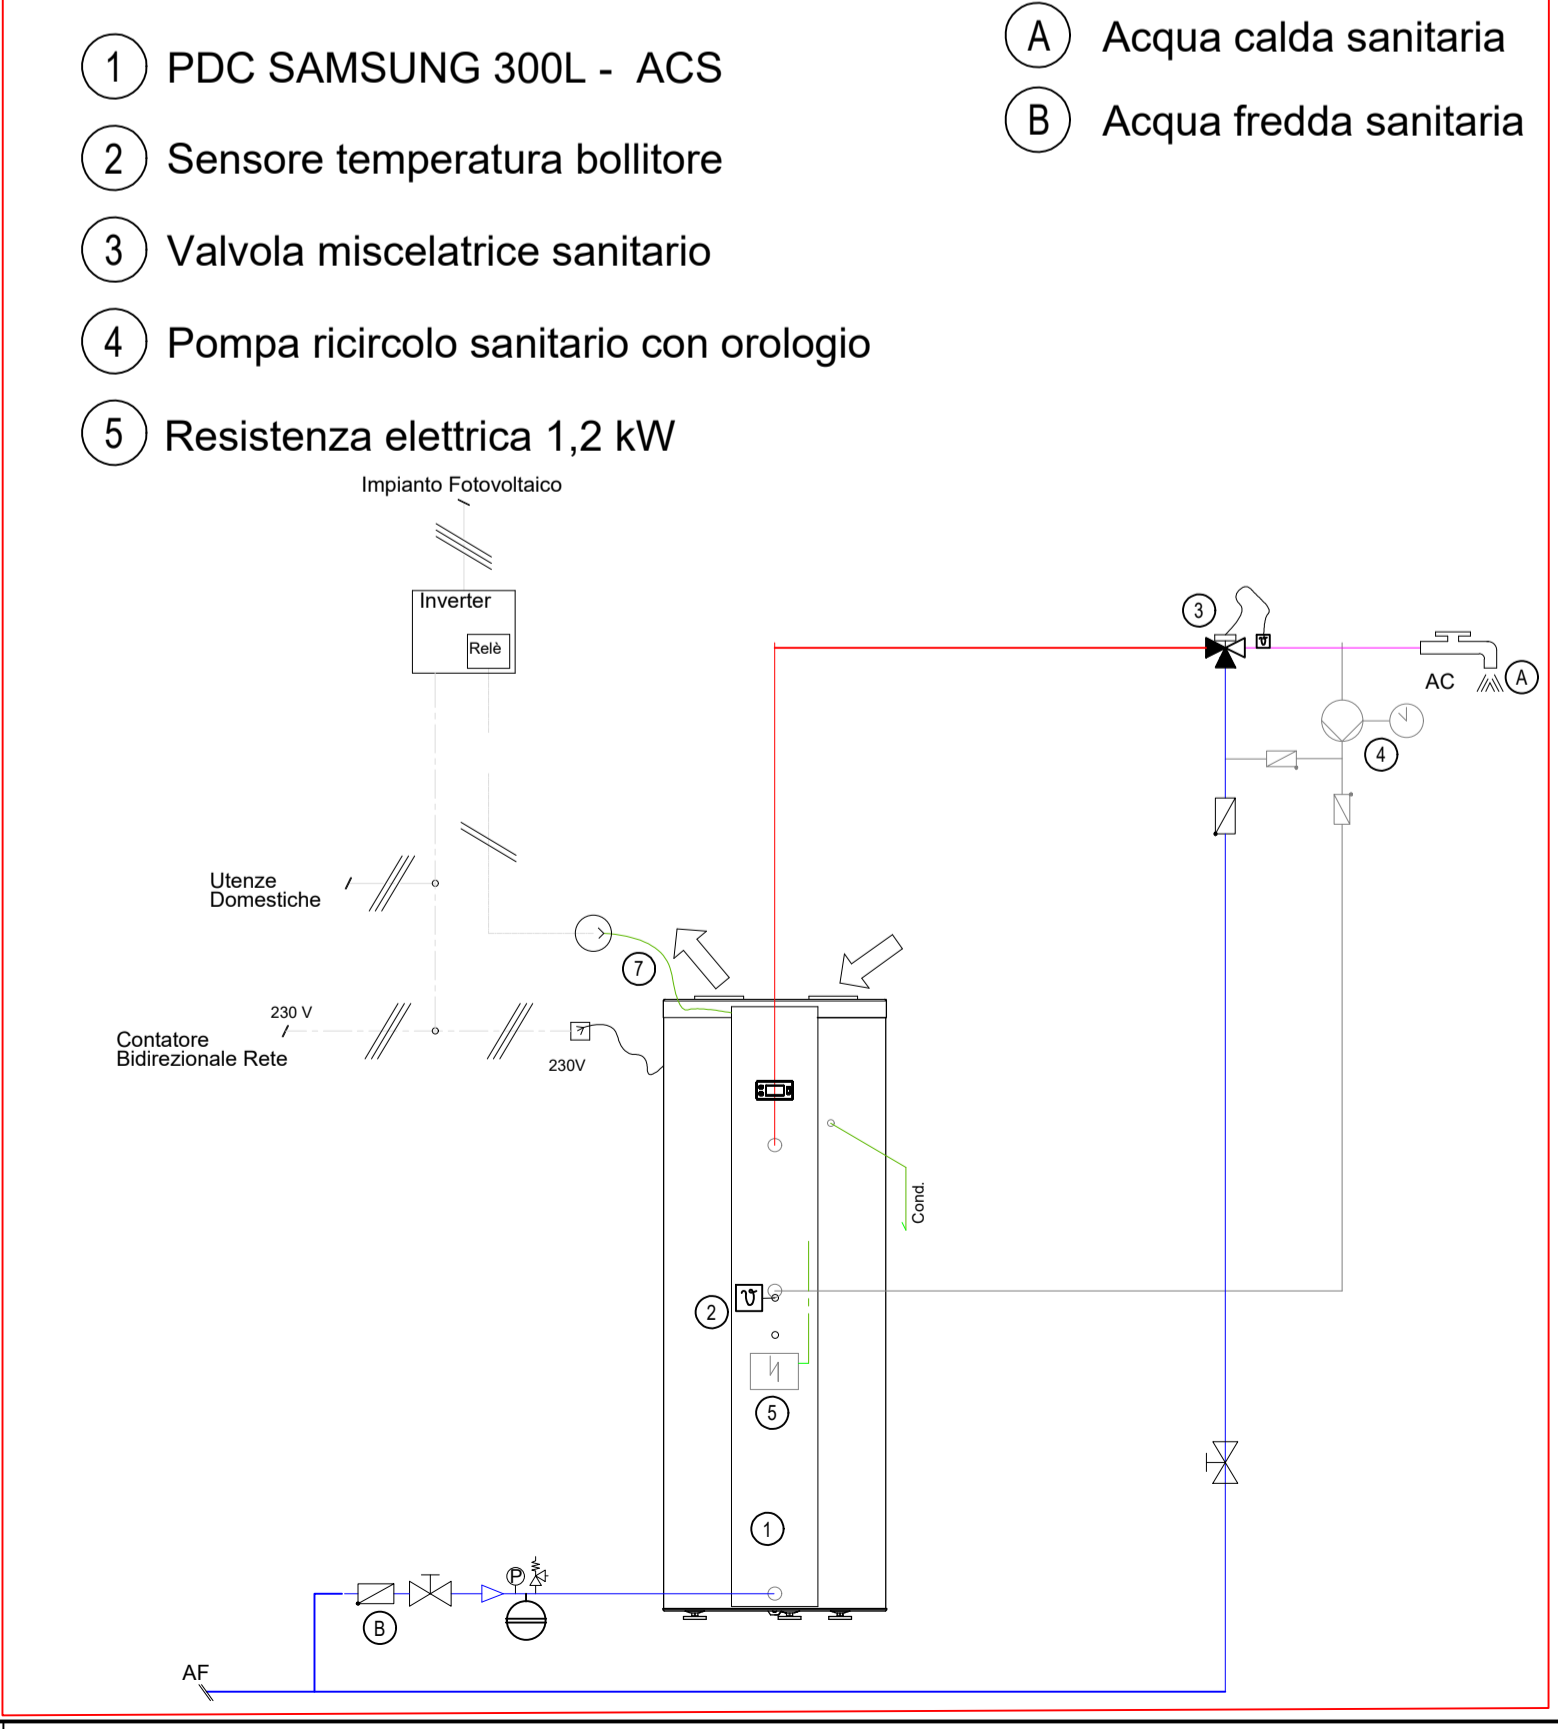 1 PDC SAMSUNG 300L - ACS
2 Sensore temperatura bollitore
3 Valvola miscelatrice sanitario
4 Pompa ricircolo sanitario con orologio
5 Resistenza elettrica 1,2 kW
A Acqua calda sanitaria
B Acqua fredda sanitaria
Impianto Fotovoltaico
Inverter
Relè
3
ϑ
AC
A
4
Utenze
Domestiche
7
230 V
Contatore
Bidirezionale Rete
230V
Cond.
ϑ
2
5
1
P
B
AF